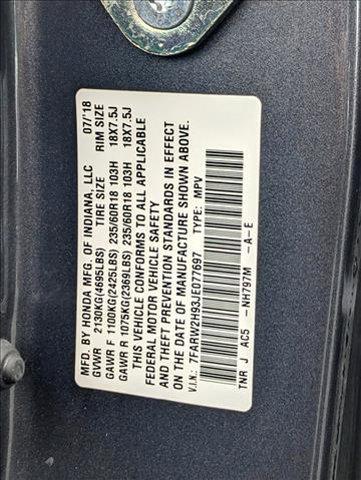 MFD. BY HONDA MFG. OF INDIANA, LLC 07/'18
GVWR 2130KG(4695LBS) TIRE SIZE RIM SIZE
GAWR F 1100KG(2425LBS) 235/60R18 103H 18X7.5J
GAWR R 1075KG(2369LBS) 235/60R18 103H 18X7.5J
THIS VEHICLE CONFORMS TO ALL APPLICABLE
FEDERAL MOTOR VEHICLE SAFETY
AND THEFT PREVENTION STANDARDS IN EFFECT
ON THE DATE OF MANUFACTURE SHOWN ABOVE.
V.I.N.: 7FARW2H93JE077697 TYPE: MPV
TNR J AC5 -NH797M -A-E